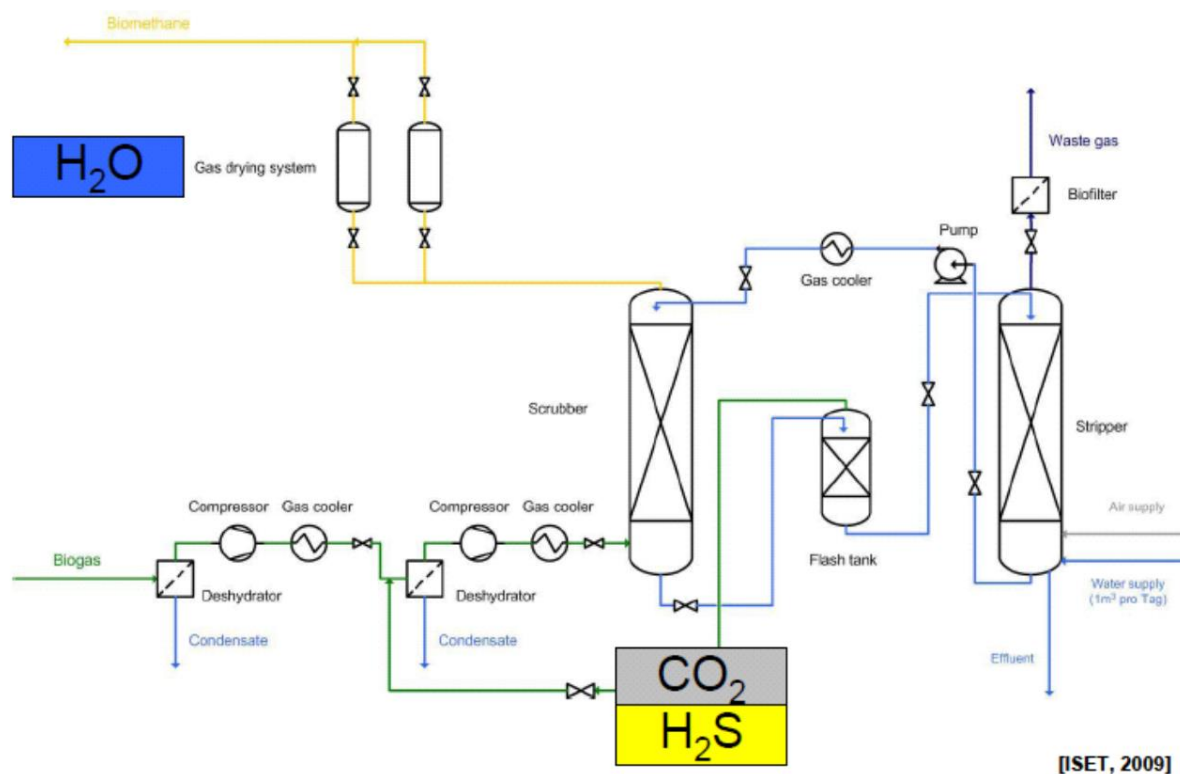 Biomethane
H₂O
Gas drying system
Waste gas
Biofilter
Pump
Gas cooler
Scrubber
Stripper
Compressor
Gas cooler
Compressor
Gas cooler
Air supply
Biogas
Flash tank
Deshydrator
Deshydrator
Water supply
(1m³ pro Tag)
Condensate
Condensate
Effluent
CO₂
H₂S
[ISET, 2009]